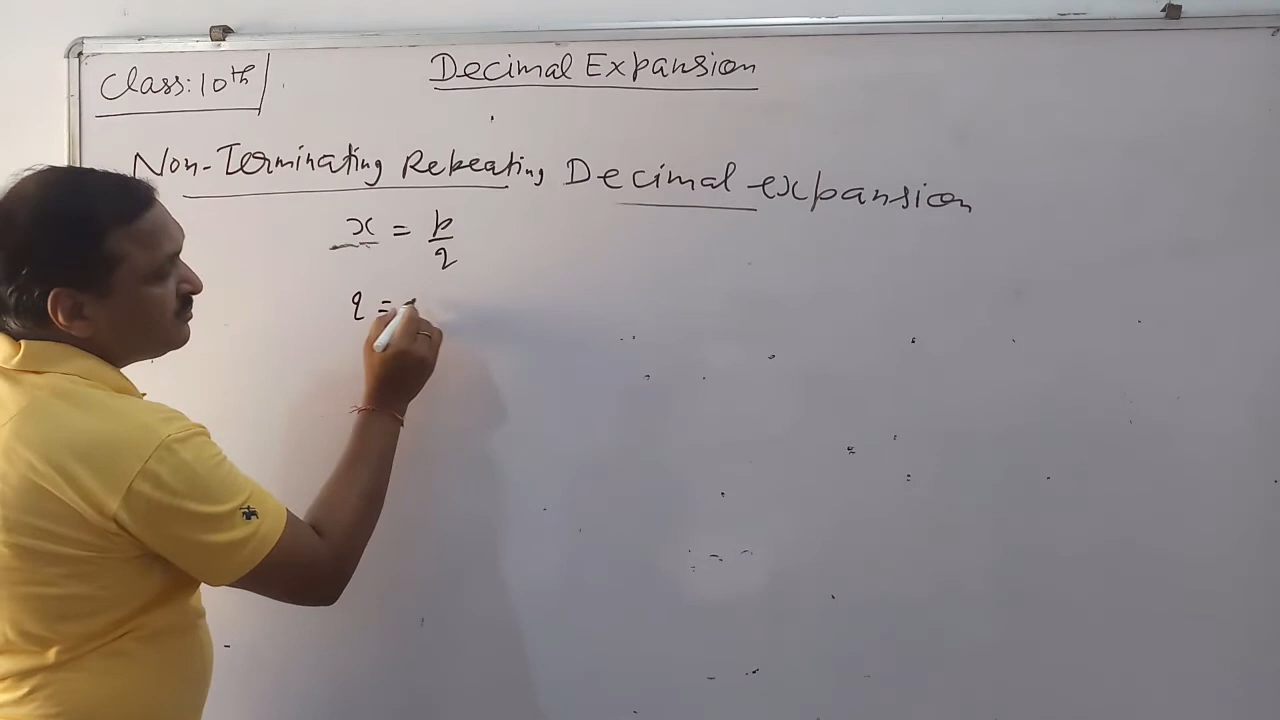 Class: 10th
Decimal Expansion
Non-Terminating Repeating Decimal expansion
x = p/q
q =